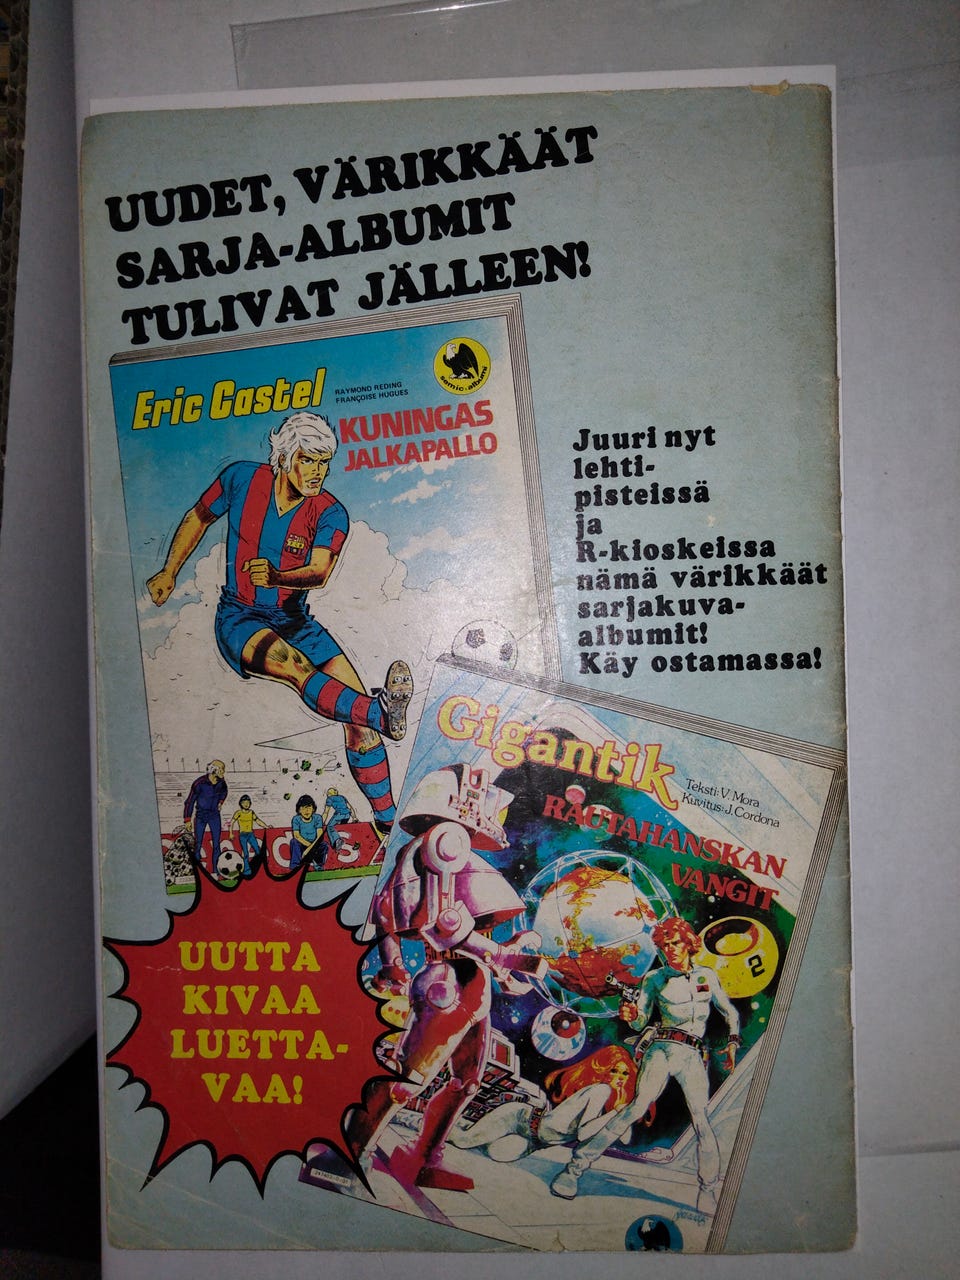 UUDET, VÄRIKKÄÄT
SARJA-ALBUMIT
TULIVAT JÄLLEEN!
Eric Castel
RAYMOND REDING
FRANÇOISE HUGUES
semic-albumi
KUNINGAS
JALKAPALLO
Juuri nyt
lehti-
pisteissä
ja
R-kioskeissa
nämä värikkäät
sarjakuva-
albumit!
Käy ostamassa!
Gigantik
Teksti: V. Mora
Kuvitus: J. Cordona
RAUTAHANSKAN
VANGIT
2
UUTTA
KIVAA
LUETTA-
VAA!